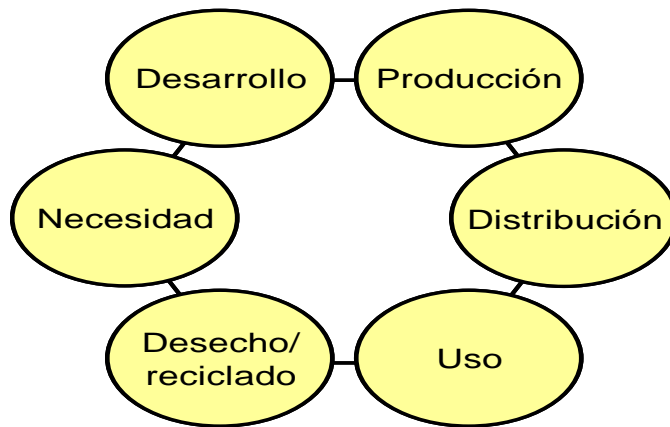 Desarrollo
Producción
Necesidad
Distribución
Desecho/
reciclado
Uso